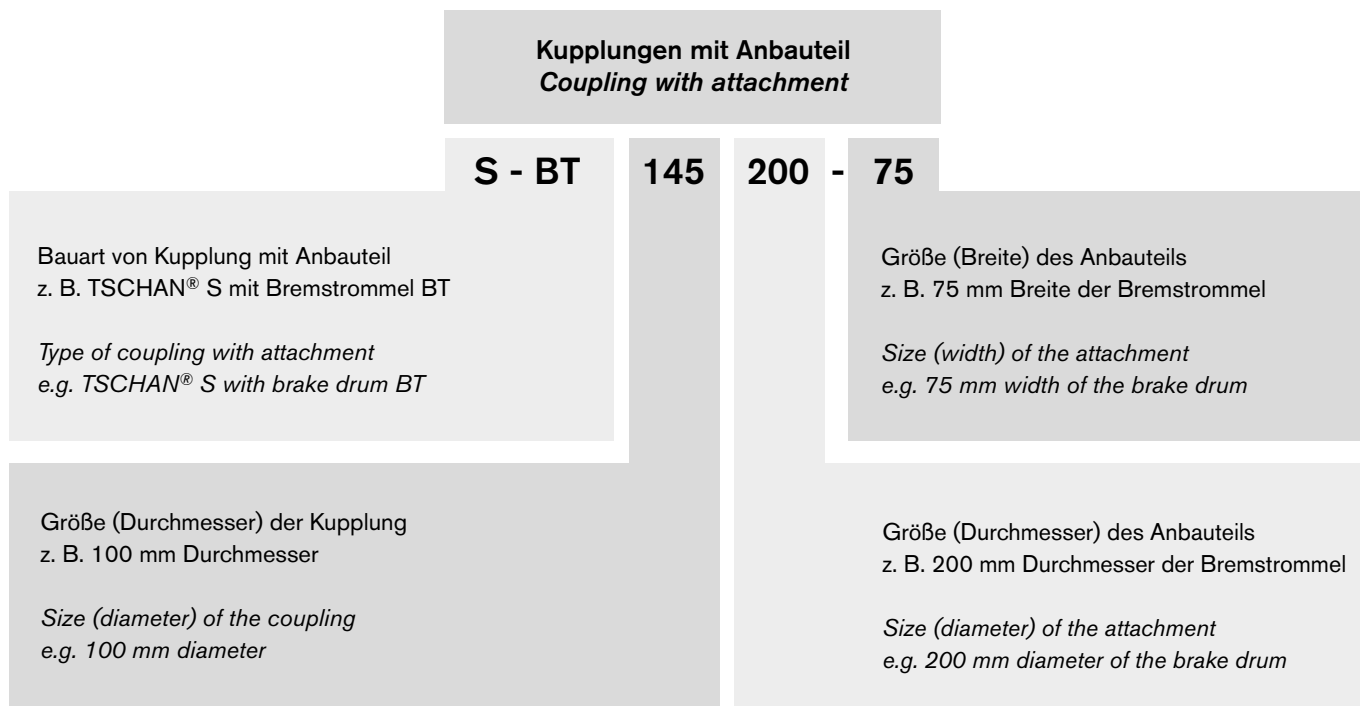 Kupplungen mit Anbauteil
Coupling with attachment
S - BT 145 200 - 75
Bauart von Kupplung mit Anbauteil
z. B. TSCHAN® S mit Bremstrommel BT
Type of coupling with attachment
e.g. TSCHAN® S with brake drum BT
Größe (Breite) des Anbauteils
z. B. 75 mm Breite der Bremstrommel
Size (width) of the attachment
e.g. 75 mm width of the brake drum
Größe (Durchmesser) der Kupplung
z. B. 100 mm Durchmesser
Size (diameter) of the coupling
e.g. 100 mm diameter
Größe (Durchmesser) des Anbauteils
z. B. 200 mm Durchmesser der Bremstrommel
Size (diameter) of the attachment
e.g. 200 mm diameter of the brake drum